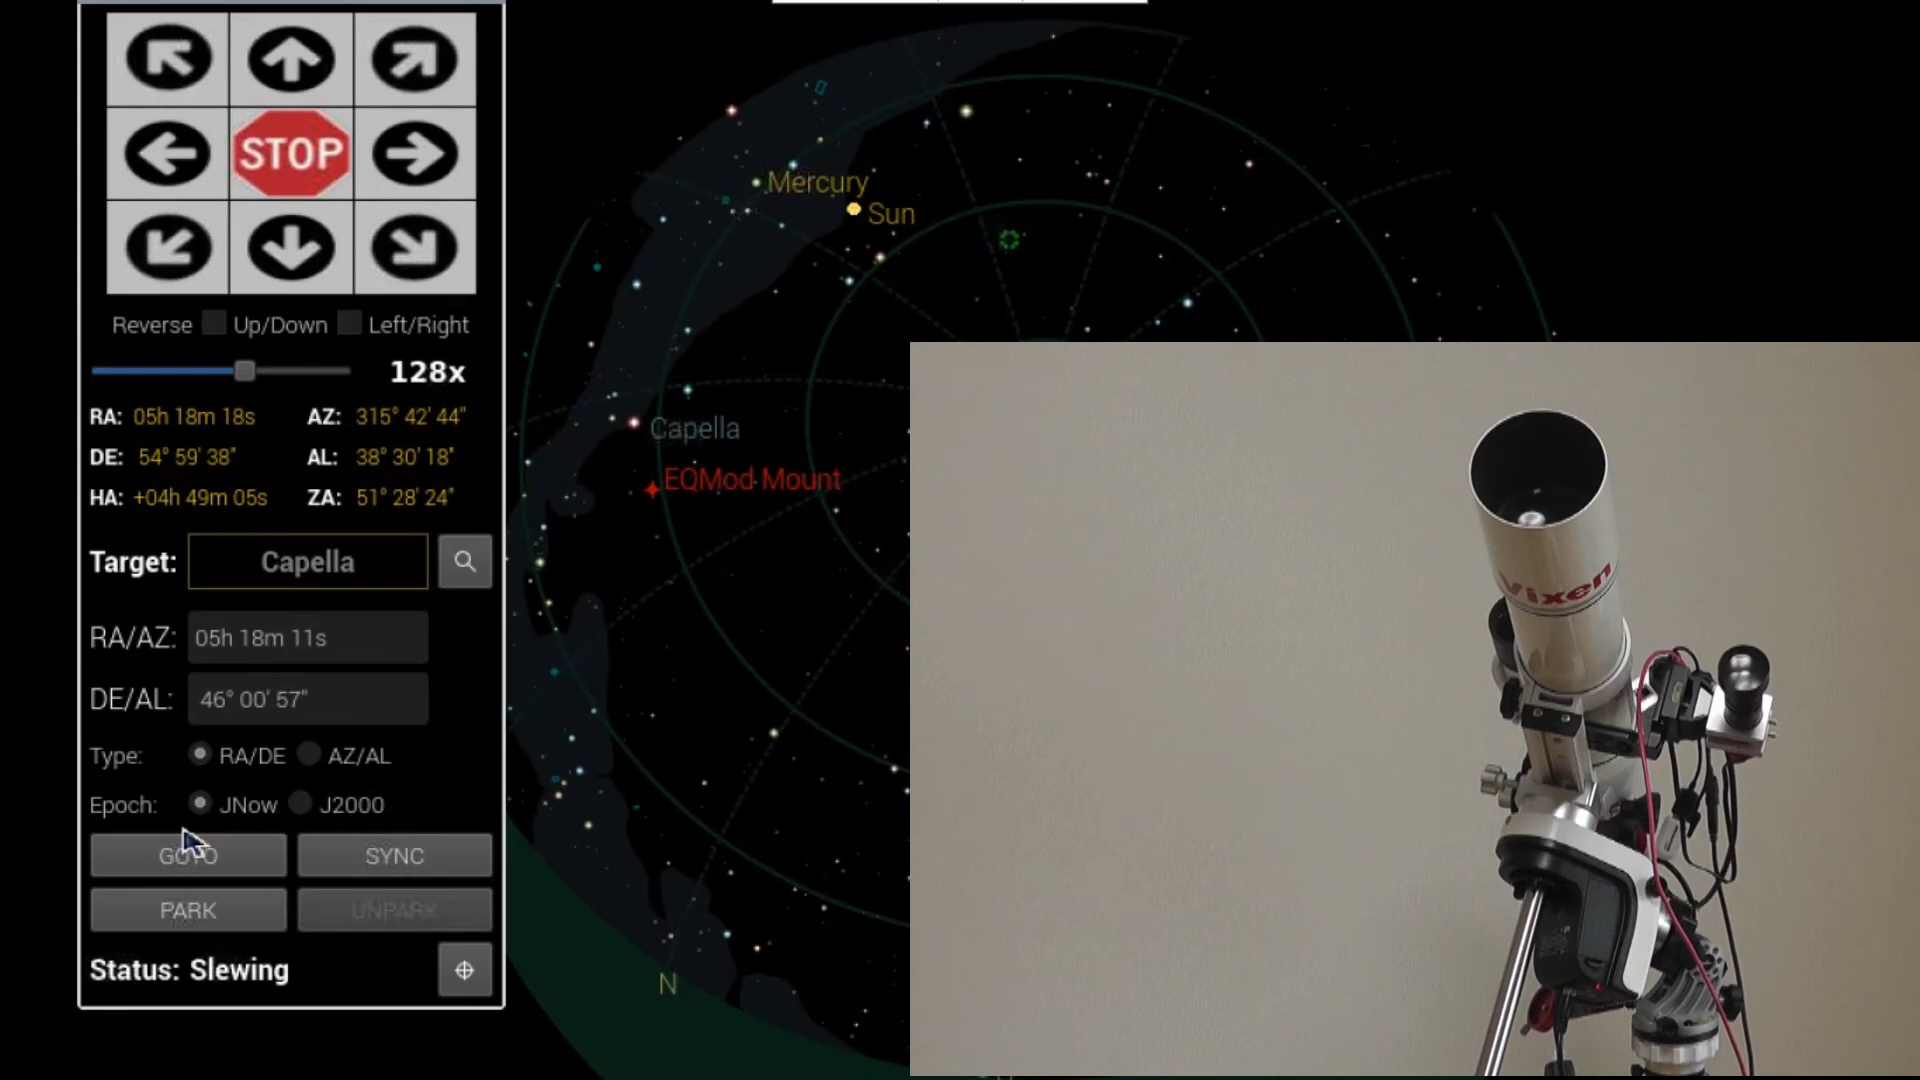 STOP
Reverse Up/Down Left/Right
128x
RA: 05h 18m 18s AZ: 315° 42' 44"
DE: 54° 59' 38" AL: 38° 30' 18"
HA: +04h 49m 05s ZA: 51° 28' 24"
Target: Capella
RA/AZ: 05h 18m 11s
DE/AL: 46° 00' 57"
Type: RA/DE AZ/AL
Epoch: JNow J2000
GOTO SYNC
PARK UNPARK
Status: Slewing
Mercury
Sun
Capella
EQMod Mount
N
Vixen